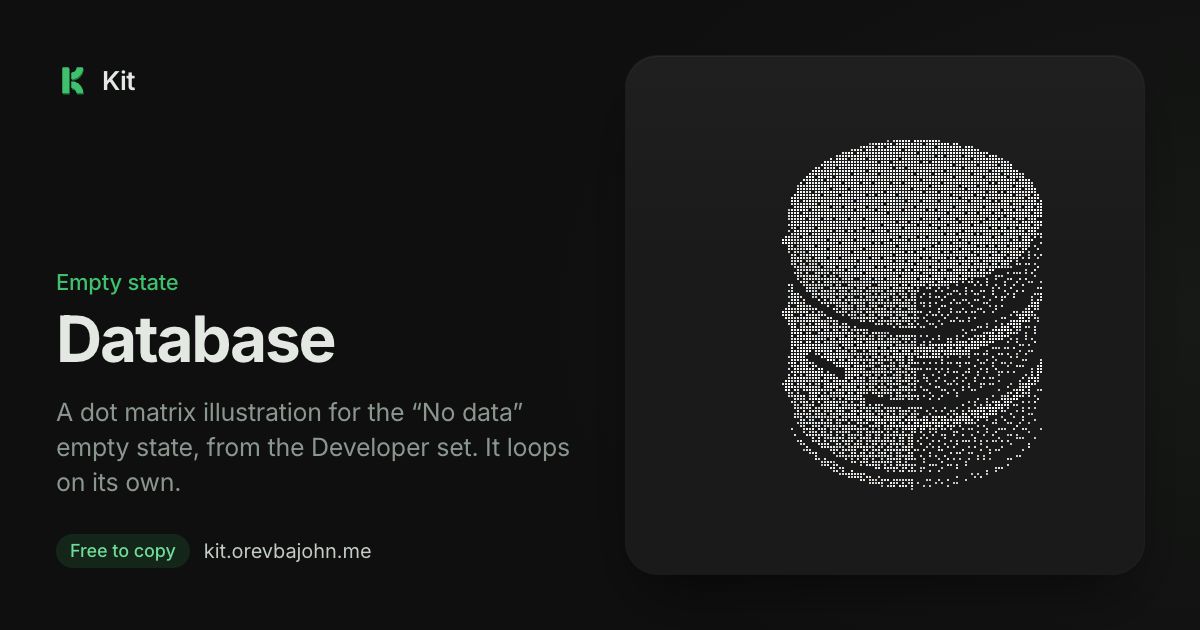 Kit
Empty state
Database
A dot matrix illustration for the “No data”
empty state, from the Developer set. It loops
on its own.
Free to copy
kit.orevbajohn.me